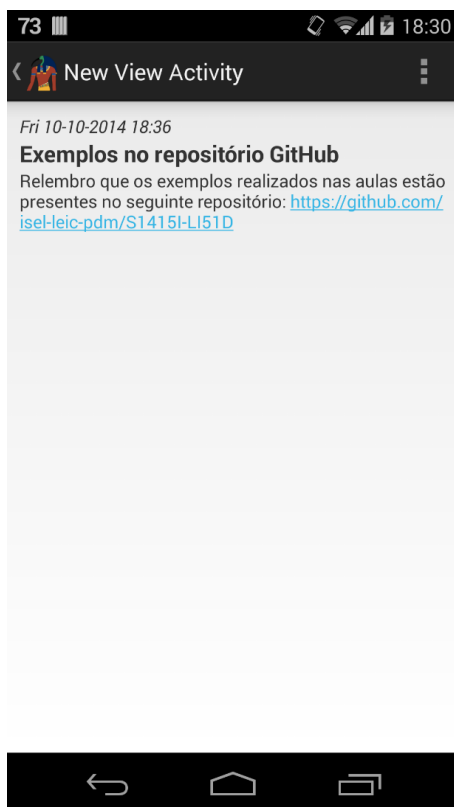 73 18:30
New View Activity
Fri 10-10-2014 18:36
Exemplos no repositório GitHub
Relembro que os exemplos realizados nas aulas estão
presentes no seguinte repositório: https://github.com/
isel-leic-pdm/S1415I-LI51D